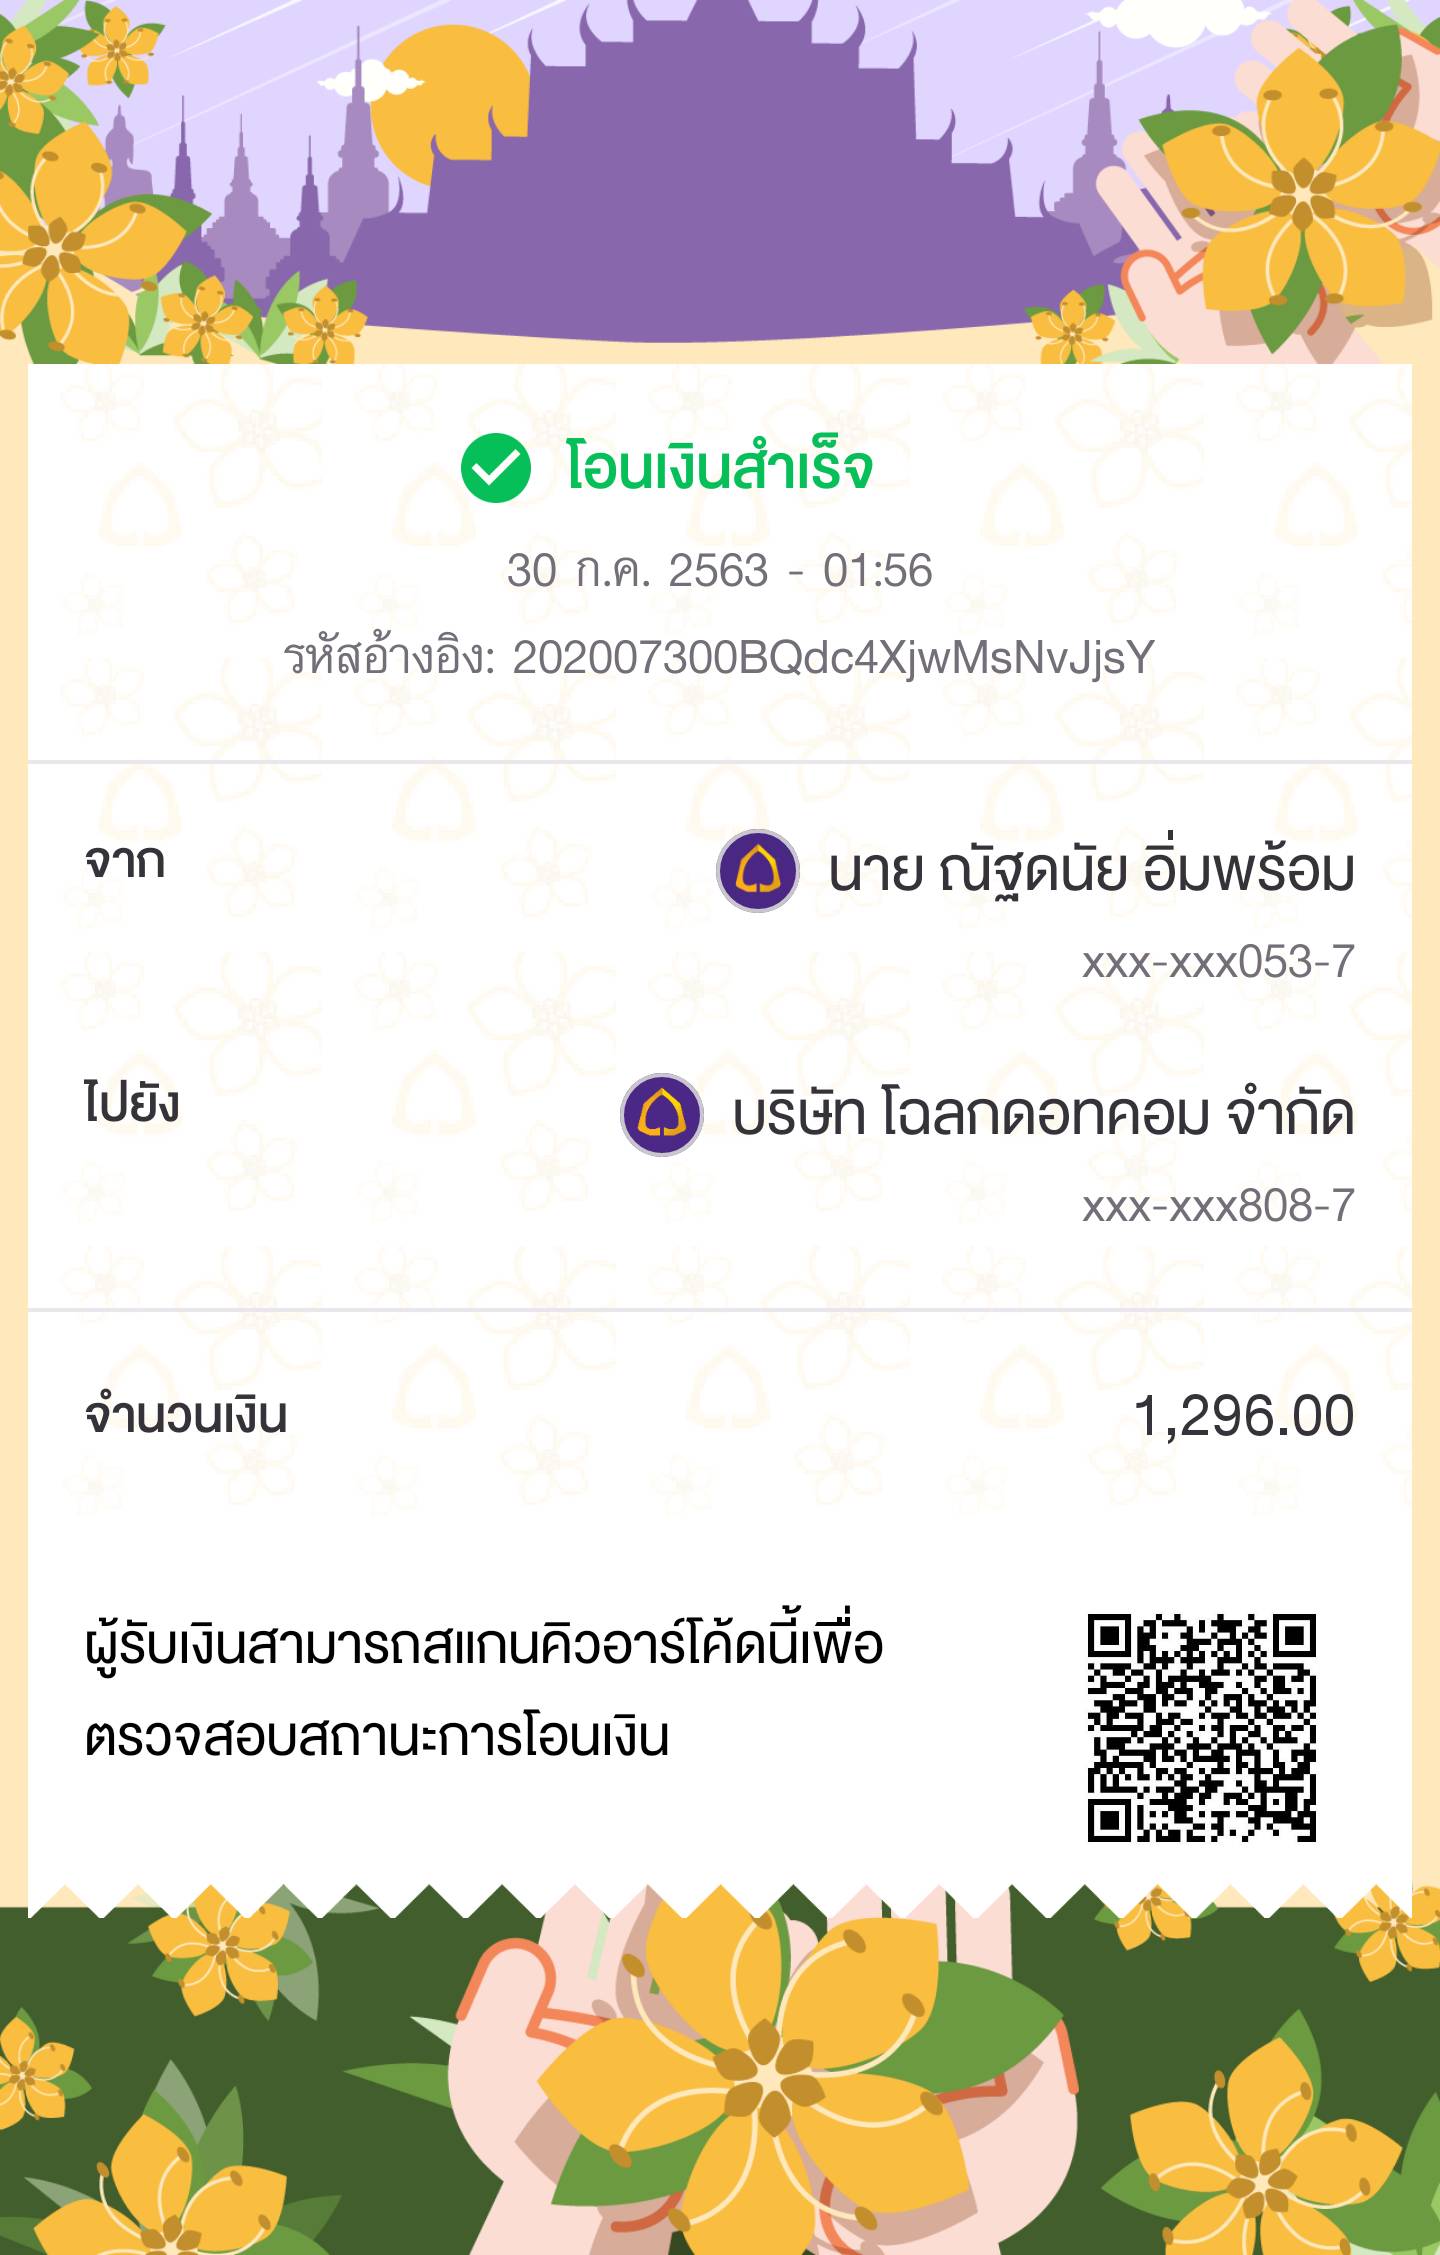 โอนเงินสำเร็จ
30 ก.ค. 2563 - 01:56
รหัสอ้างอิง: 202007300BQdc4XjwMsNvJjsY
จาก
นาย ณัฐดนัย อิ่มพร้อม
xxx-xxx053-7
ไปยัง
บริษัท โฉลกดอทคอม จำกัด
xxx-xxx808-7
จำนวนเงิน 1,296.00
ผู้รับเงินสามารถสแกนคิวอาร์โค้ดนี้เพื่อ
ตรวจสอบสถานะการโอนเงิน